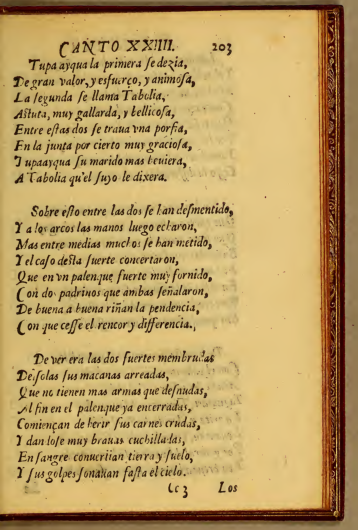 CANTO XXIIII. 203
Tupaayqua la primera ſe dezia,
De gran valor, y esfuerço, y animoſa,
La ſegunda ſe llama Tabolia,
Aſtuta, muy gallarda, y bellicoſa,
Entre eſtas dos ſe traua vna porfia,
En la junta por cierto muy gracioſa,
Tupaayqua ſu marido mas beuiera,
A Tabolia qu'el ſuyo le dixera.
Sobre eſto entre las dos ſe han deſmentido,
Y a los arcos las manos luego echaron,
Mas entre medias muchos ſe han metido,
Y el caſo deſta ſuerte concertaron,
Que en vn palenque fuerte muy fornido,
Con dos padrinos que ambas ſeñalaron,
De buena a buena riñan la pendencia,
Con que ceſſe el rencor y differencia.
De ver era las dos fuertes membrudas
De ſolas ſus macanas arreadas,
Que no tienen mas armas que deſnudas,
Al fin en el palenque ya encerradas,
Comiençan de herir ſus carnes crudas,
Y danſoſe muy brauas cuchilladas,
En ſangre conuertian tierra y ſuelo,
Y ſus golpes ſonauan faſta el cielo.
Cc 3 Los